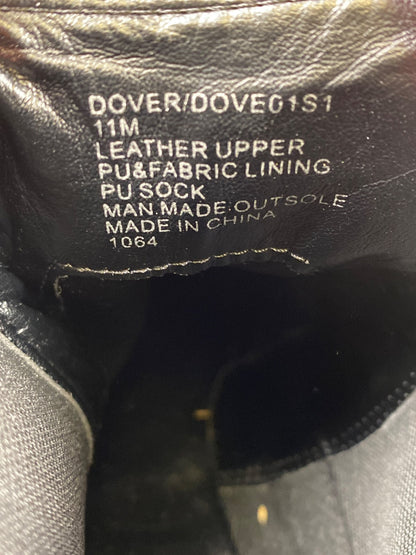 DOVER/DOVE01S1
11M
LEATHER UPPER
PU&FABRIC LINING
PU SOCK
MAN.MADE.OUTSOLE
MADE IN CHINA
1064